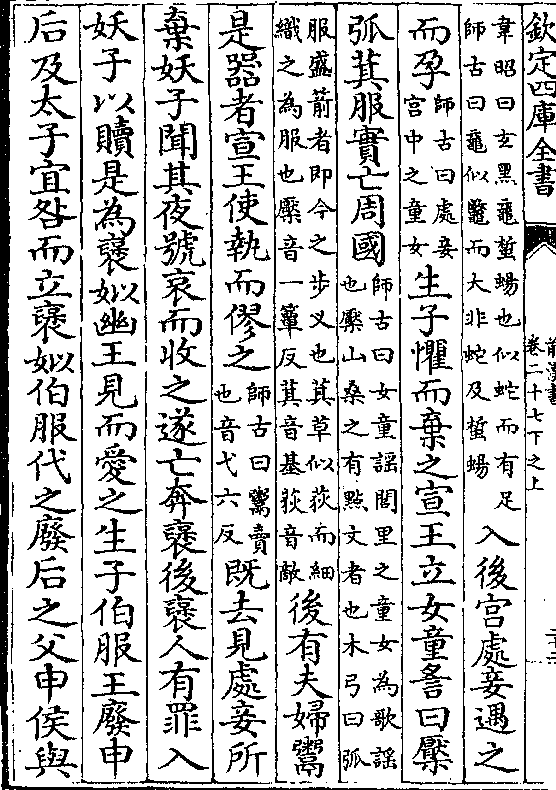 欽定四庫全書
前漢書
卷二十七下之上
韋昭曰玄黑黿蜇蜴也似蛇而有足
師古曰黿似鼈而大非蛇及蜇蜴
入後宮處妾遇之
而孕
師古曰處妾
宮中之童女
生子懼而棄之宣王立女童謡曰檿
弧萁服實亡周國
師古曰女童謡閭里之童女為歌謡
也檿山桑之有點文者也木弓曰弧
服盛箭者即今之步叉也萁草似荻而細
織之為服也檿音一簟反萁音基荻音敵
後有夫婦鬻
是器者宣王使執而僇之
師古曰鬻賣
也音弋六反
既去見處妾所
棄妖子聞其夜號哀而收之遂亡奔襃後襃人有罪入
妖子以贖是為襃姒幽王見而愛之生子伯服王廢申
后及太子宜咎而立襃姒伯服代之廢后之父申侯與